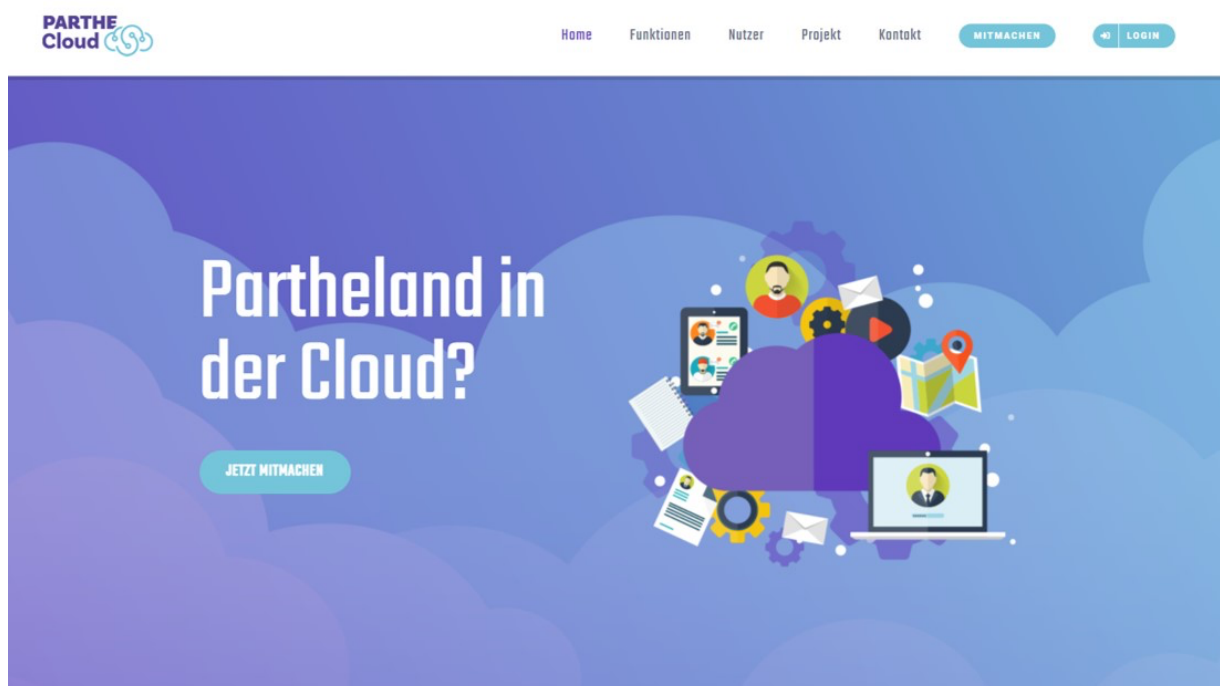 PARTHE
Cloud
Home Funktionen Nutzer Projekt Kontakt MITMACHEN LOGIN
Partheland in
der Cloud?
JETZT MITMACHEN